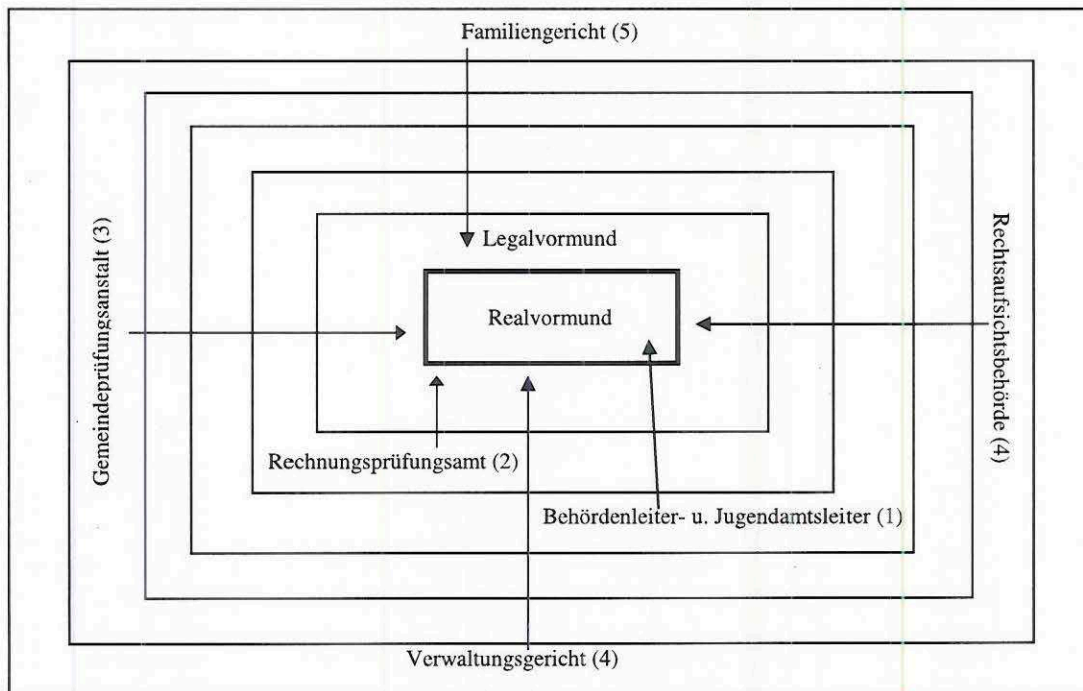 Familiengericht (5)
Legalvormund
Realvormund
Gemeindeprüfungsanstalt (3)
Rechtsaufsichtsbehörde (4)
Rechnungsprüfungsamt (2)
Behördenleiter- u. Jugendamtsleiter (1)
Verwaltungsgericht (4)